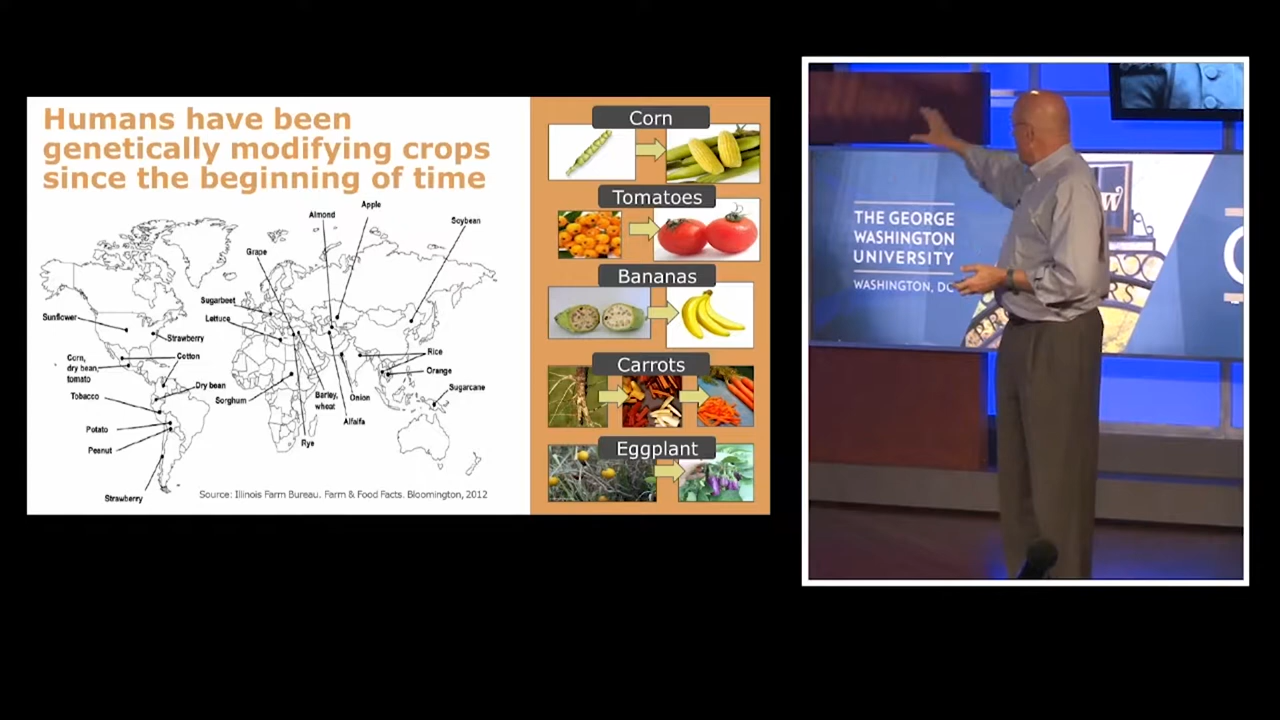 Humans have been
genetically modifying crops
since the beginning of time
Almond
Apple
Soybean
Grape
Sugarbeet
Lettuce
Sunflower
Strawberry
Cotton
Corn,
dry bean,
tomato
Dry bean
Tobacco
Sorghum
Barley,
wheat
Onion
Alfalfa
Rye
Rice
Orange
Sugarcane
Potato
Peanut
Strawberry
Source: Illinois Farm Bureau. Farm & Food Facts. Bloomington, 2012
Corn
Tomatoes
Bananas
Carrots
Eggplant
THE GEORGE
WASHINGTON
UNIVERSITY
WASHINGTON, DC